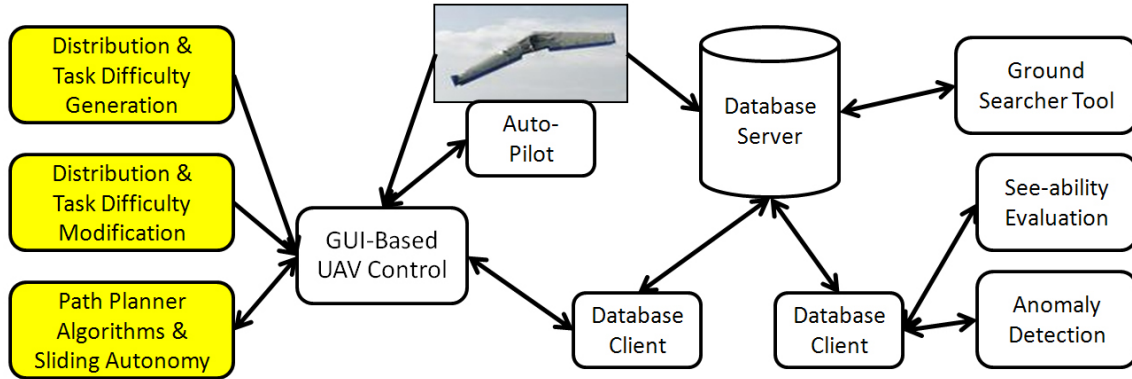 Distribution &
Task Difficulty
Generation
Distribution &
Task Difficulty
Modification
Path Planner
Algorithms &
Sliding Autonomy
GUI-Based
UAV Control
Auto-
Pilot
Database
Server
Database
Client
Database
Client
Ground
Searcher Tool
See-ability
Evaluation
Anomaly
Detection